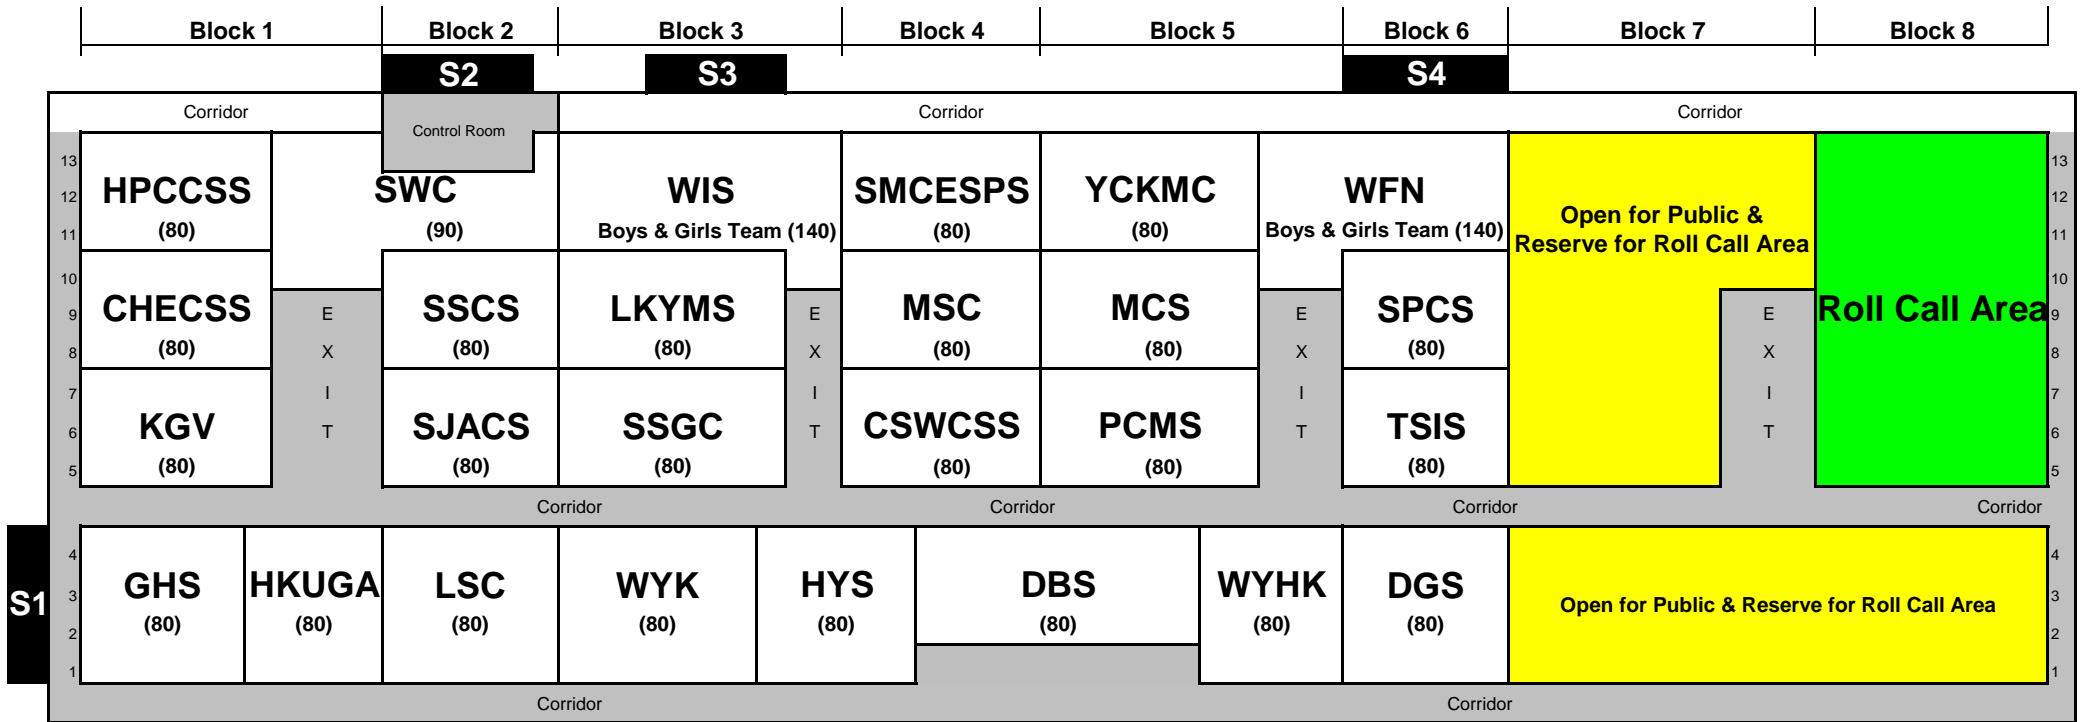 Block 1 Block 2 Block 3 Block 4 Block 5 Block 6 Block 7 Block 8
S2 S3 S4
Corridor Corridor Corridor
Control Room
13 13
HPCCSS SWC WIS SMCESPS YCKMC WFN
12 12
Open for Public &
(80) (90) Boys & Girls Team (140) (80) (80) Boys & Girls Team (140)
11 11
Reserve for Roll Call Area
10 10
CHECSS E SSCS LKYMS E MSC MCS E SPCS E Roll Call Area
9 9
(80) X (80) (80) X (80) (80) X (80) X
8 8
7 I I I I 7
KGV SJACS SSGC CSWCSS PCMS TSIS
6 T T T T 6
(80) (80) (80) (80) (80) (80)
5 5
Corridor Corridor Corridor Corridor
4 4
GHS HKUGA LSC WYK HYS DBS WYHK DGS
S1 3 Open for Public & Reserve for Roll Call Area 3
(80) (80) (80) (80) (80) (80) (80) (80)
2 2
1 1
Corridor Corridor